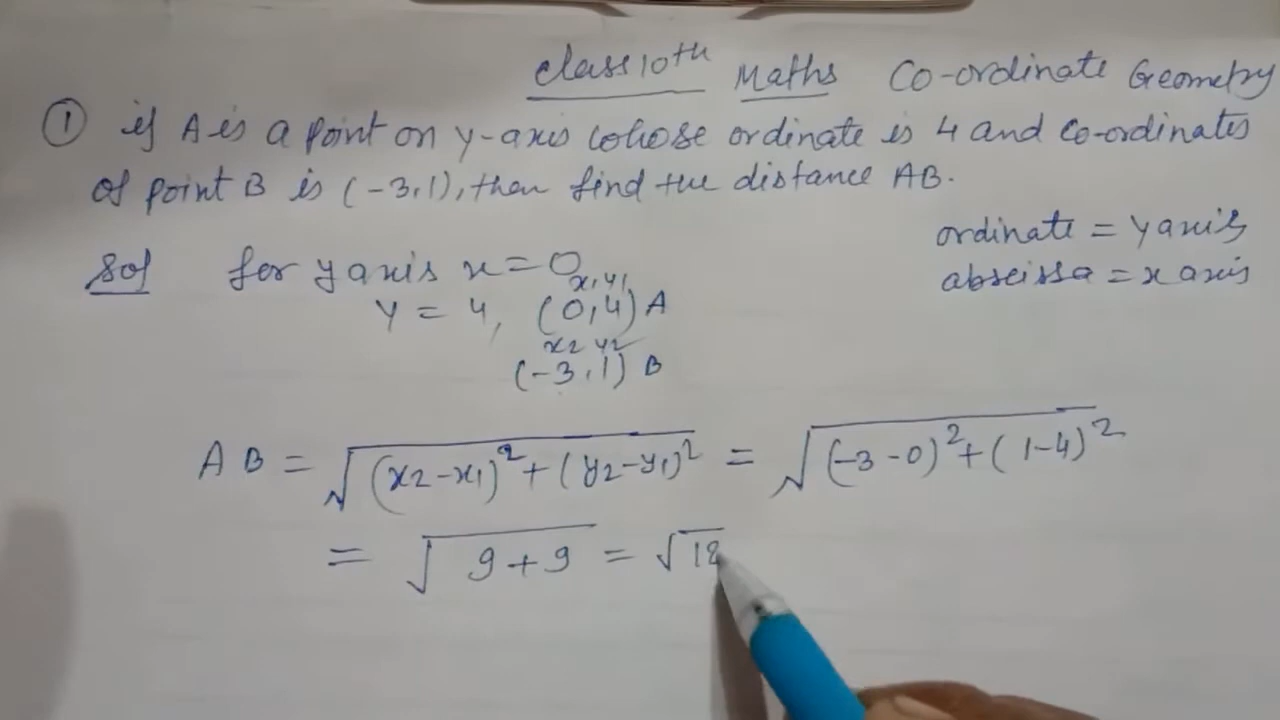 class 10th Maths Co-ordinate Geometry
① if A is a point on y-axis whose ordinate is 4 and Co-ordinates
of point B is (-3,1), then find the distance AB.
ordinate = y axis
abscissa = x axis
Sol for y axis x = 0
x1 y1
y = 4, (0,4) A
x2 y2
(-3,1) B
AB = √(x2-x1)²+(y2-y1)² = √(-3-0)²+(1-4)²
= √9+9 = √18